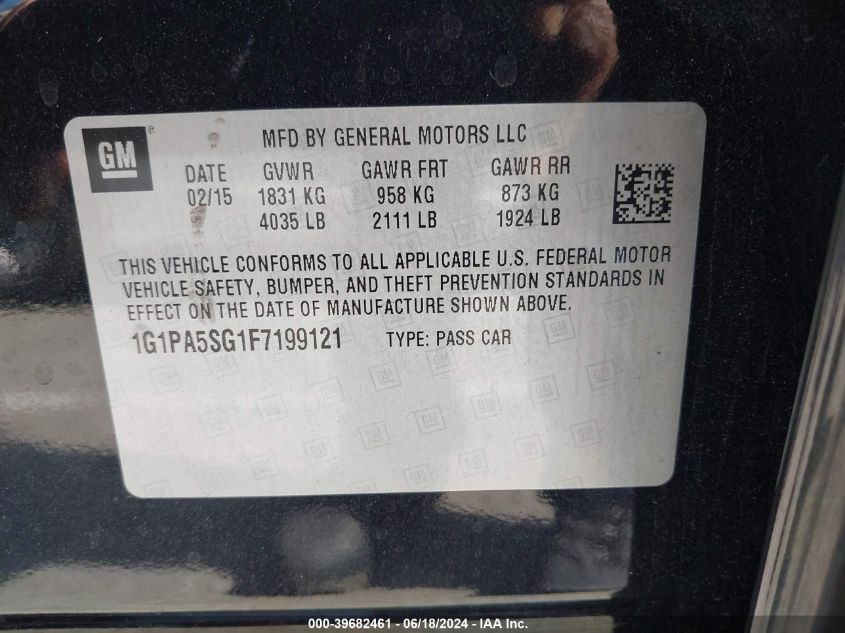 GM ® MFD BY GENERAL MOTORS LLC
DATE GVWR GAWR FRT GAWR RR
02/15 1831 KG 958 KG 873 KG
4035 LB 2111 LB 1924 LB
THIS VEHICLE CONFORMS TO ALL APPLICABLE U.S. FEDERAL MOTOR
VEHICLE SAFETY, BUMPER, AND THEFT PREVENTION STANDARDS IN
EFFECT ON THE DATE OF MANUFACTURE SHOWN ABOVE.
1G1PA5SG1F7199121 TYPE: PASS CAR
000-39682461 - 06/18/2024 - IAA Inc.